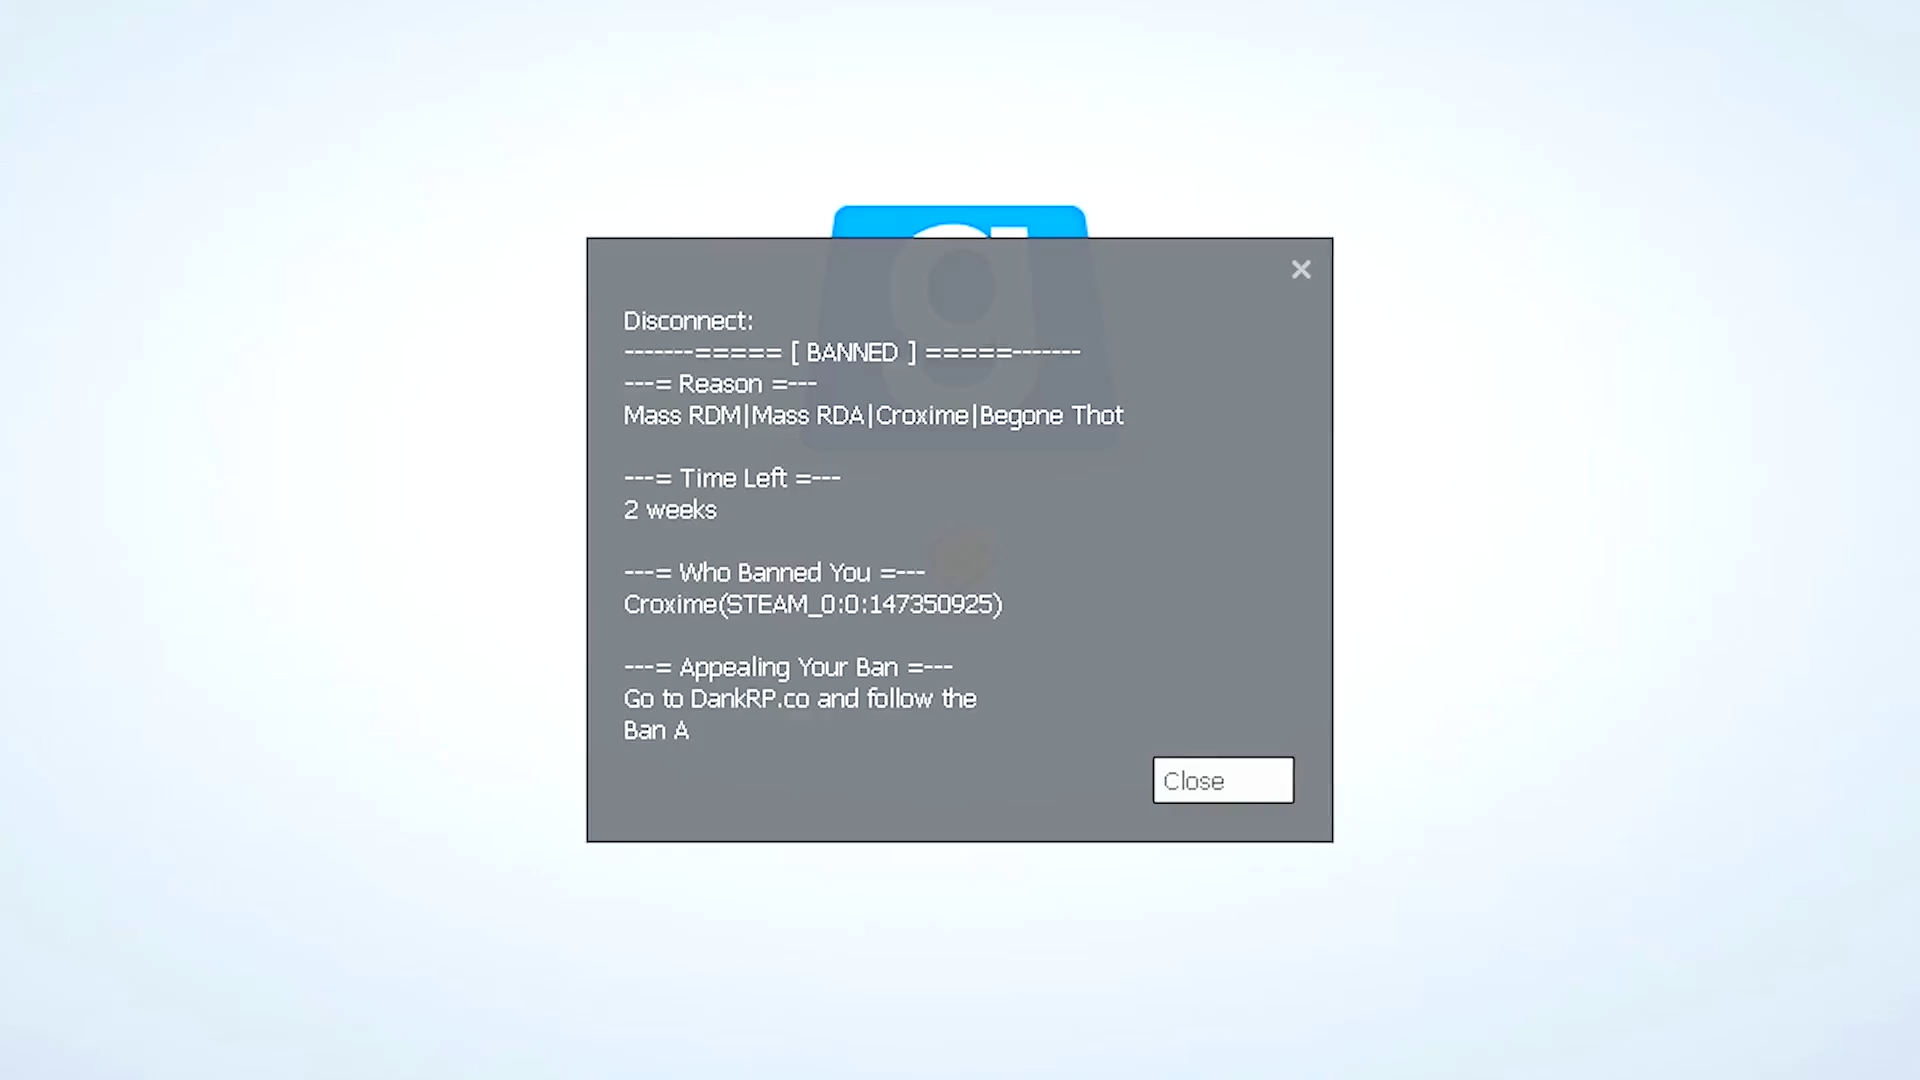 g
Disconnect:
-------===== [ BANNED ] =====-------
---= Reason =---
Mass RDM|Mass RDA|Croxime|Begone Thot
---= Time Left =---
2 weeks
---= Who Banned You =---
Croxime(STEAM_0:0:147350925)
---= Appealing Your Ban =---
Go to DankRP.co and follow the
Ban A
Close